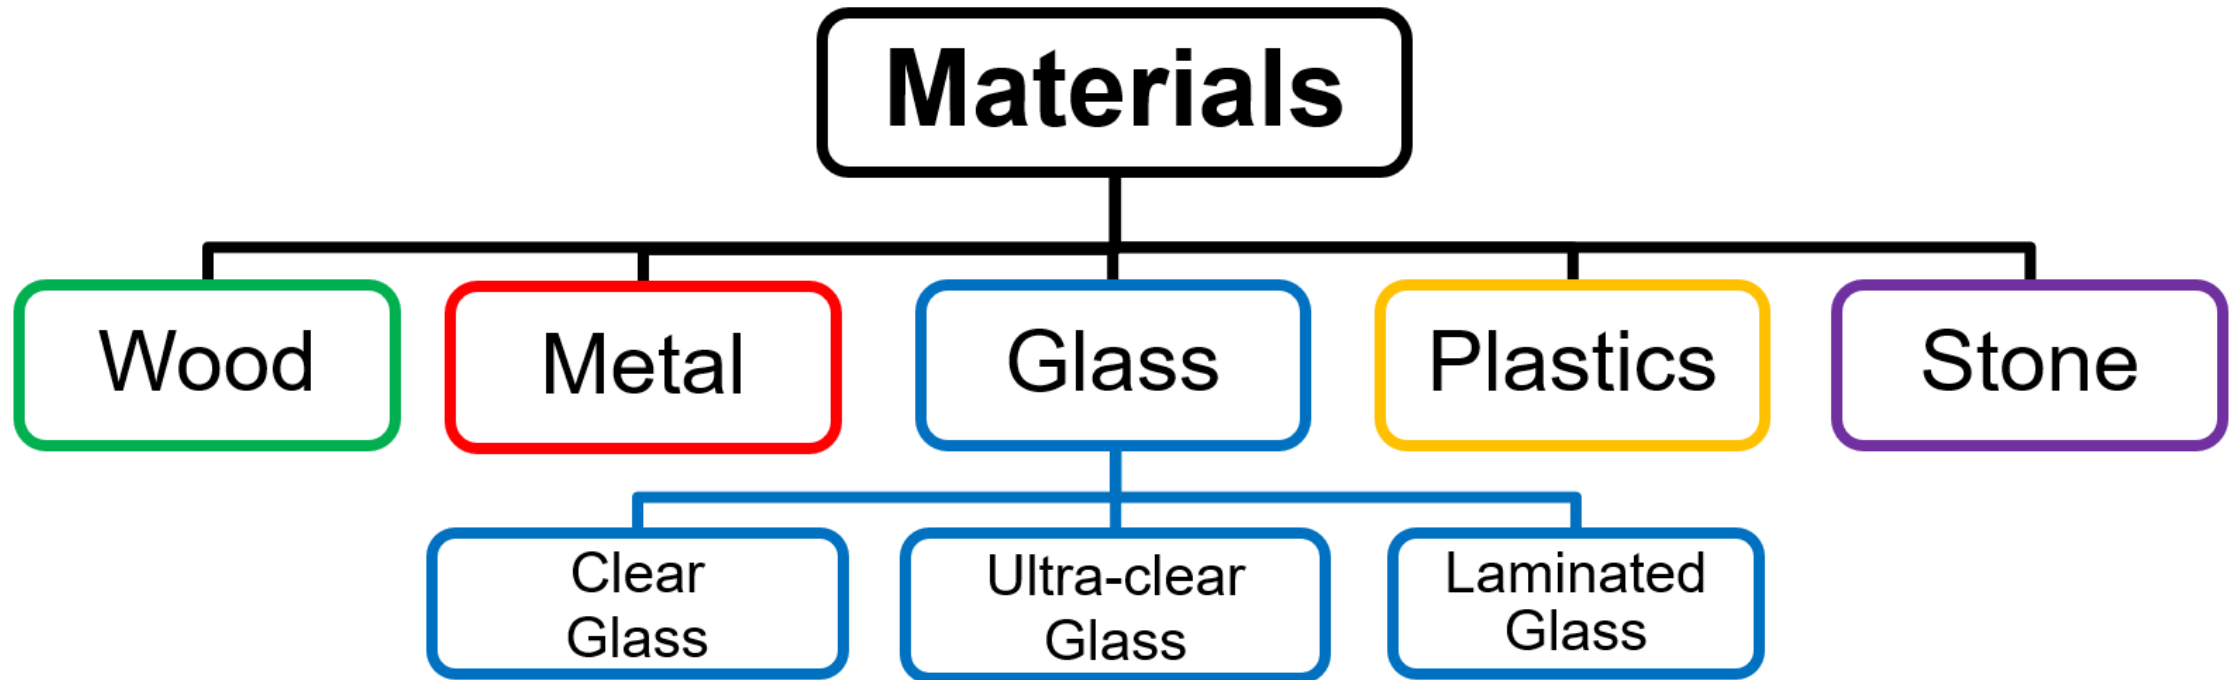 Materials
Wood
Metal
Glass
Plastics
Stone
Clear
Glass
Ultra-clear
Glass
Laminated
Glass